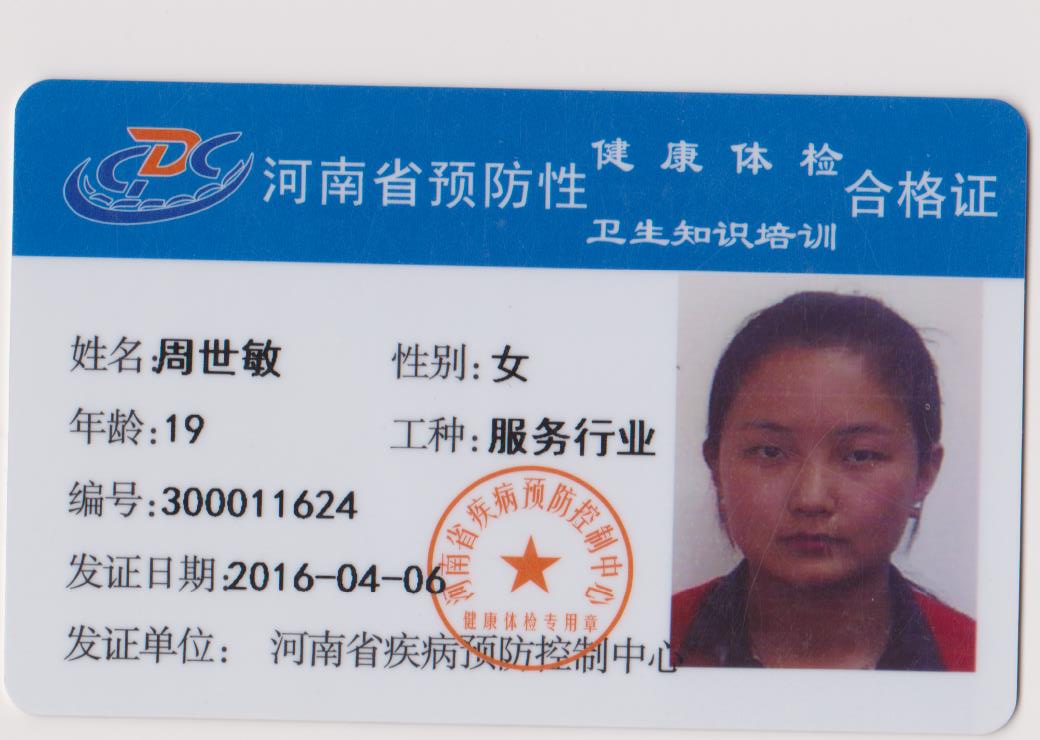 CDC
河南省预防性 健康体检 合格证
卫生知识培训
姓名:周世敏 性别:女
年龄:19 工种:服务行业
编号:300011624
发证日期:2016-04-06
发证单位: 河南省疾病预防控制中心
河南省疾病预防控制中心
健康体检专用章